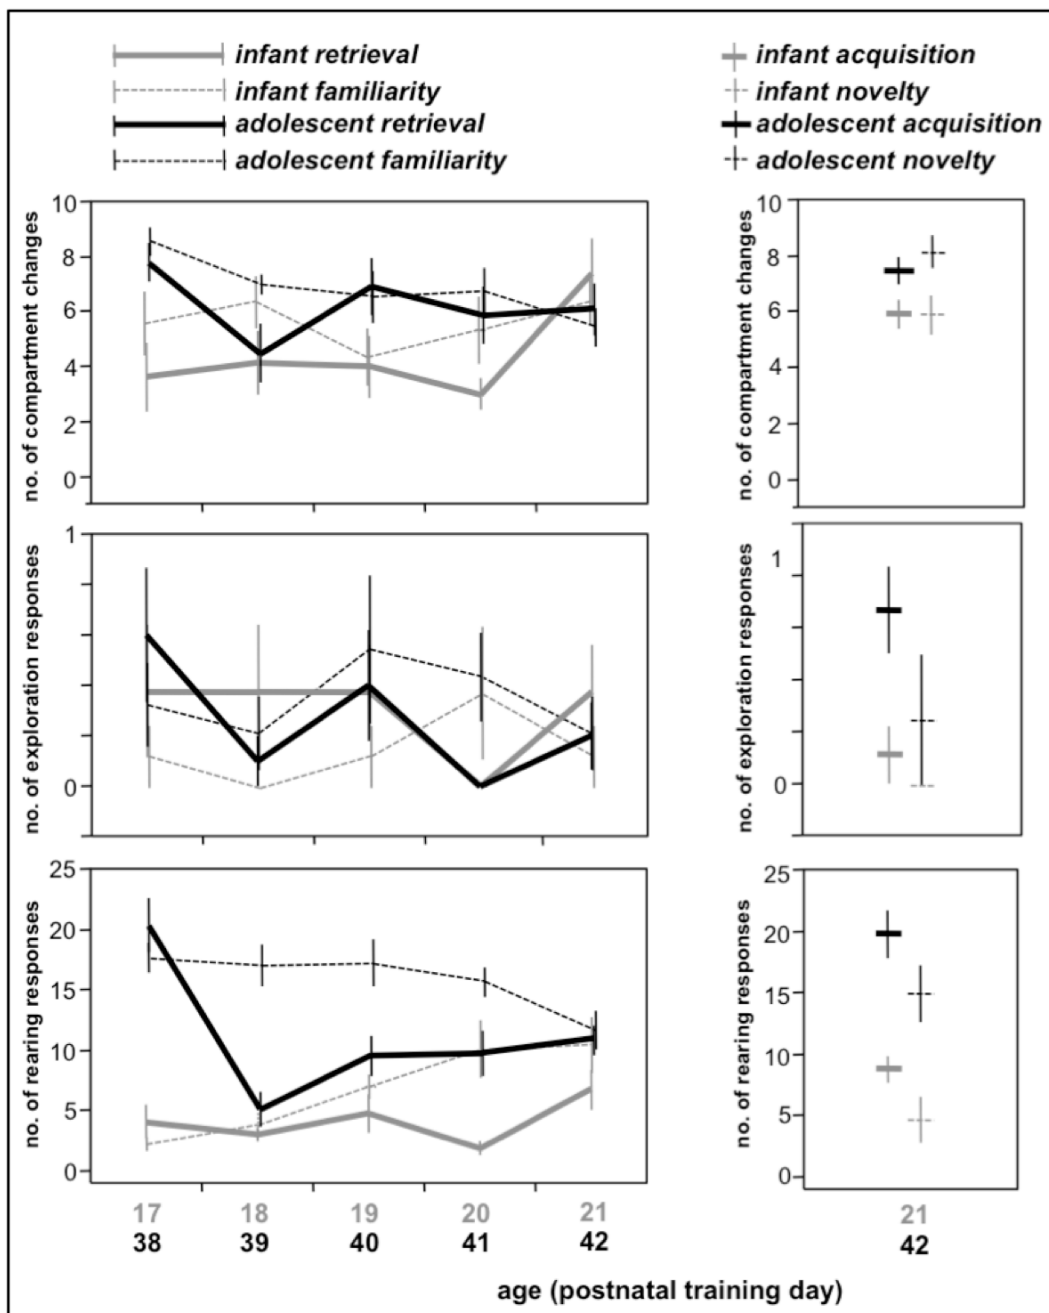 infant retrieval
infant familiarity
adolescent retrieval
adolescent familiarity
infant acquisition
infant novelty
adolescent acquisition
adolescent novelty
no. of compartment changes
10
8
6
4
2
0
10
8
6
4
2
0
no. of exploration responses
1
0
no. of exploration responses
1
0
no. of rearing responses
25
20
15
10
5
0
no. of rearing responses
25
20
15
10
5
0
17 18 19 20 21
38 39 40 41 42
21
42
age (postnatal training day)
no. of compartment changes